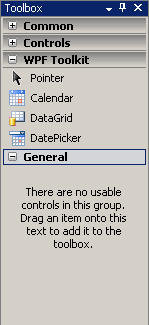 Toolbox
Common
Controls
WPF Toolkit
Pointer
Calendar
DataGrid
DatePicker
General
There are no usable
controls in this group.
Drag an item onto this
text to add it to the
toolbox.